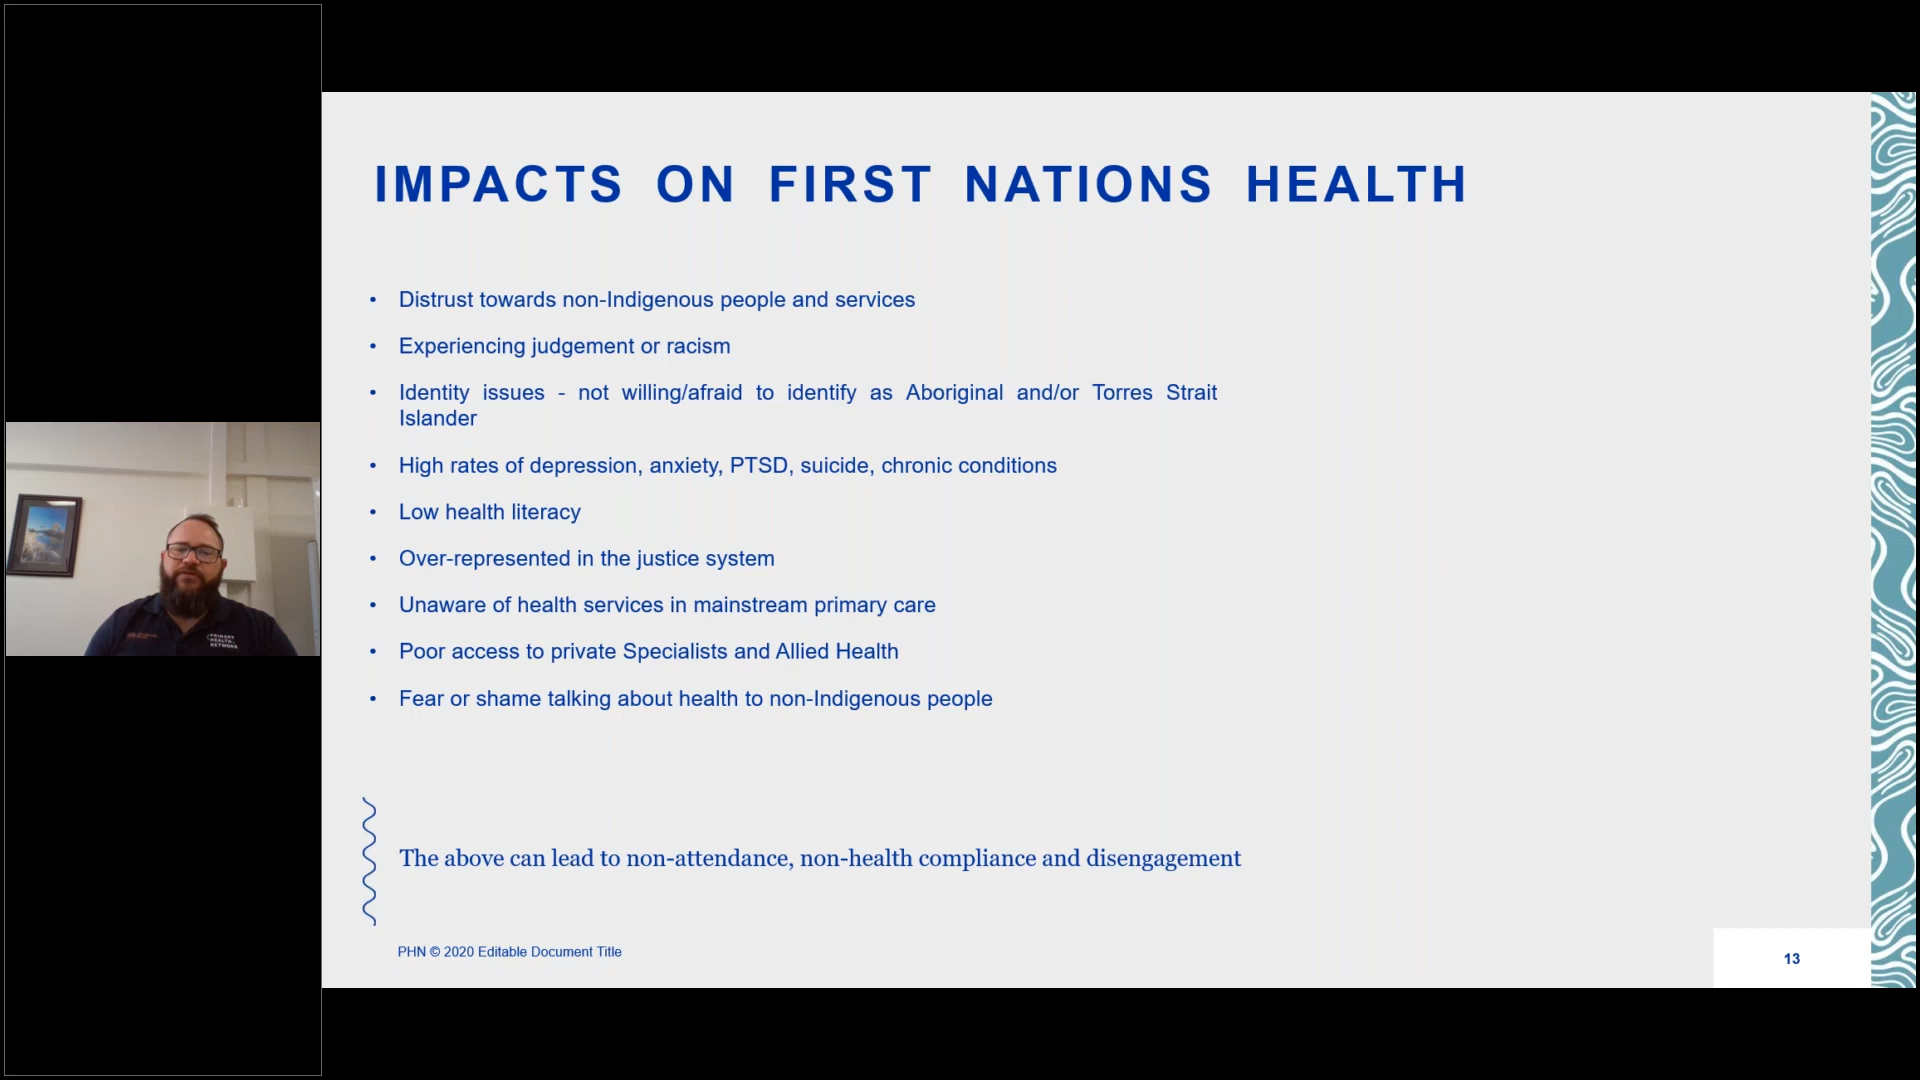 IMPACTS ON FIRST NATIONS HEALTH
• Distrust towards non-Indigenous people and services
• Experiencing judgement or racism
• Identity issues - not willing/afraid to identify as Aboriginal and/or Torres Strait
Islander
• High rates of depression, anxiety, PTSD, suicide, chronic conditions
• Low health literacy
• Over-represented in the justice system
• Unaware of health services in mainstream primary care
• Poor access to private Specialists and Allied Health
• Fear or shame talking about health to non-Indigenous people
The above can lead to non-attendance, non-health compliance and disengagement
PHN © 2020 Editable Document Title
13
PRIMARY
HEALTH
NETWORK